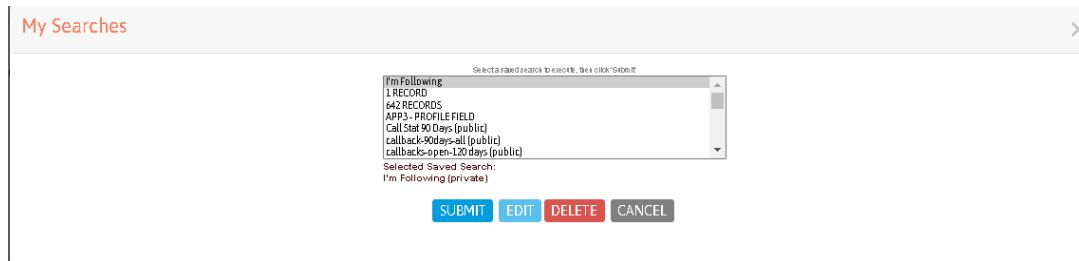 My Searches
Select a saved search to execute, then click 'Submit'
I'm Following
1 RECORD
642 RECORDS
APP3 - PROFILE FIELD
Call Stat 90 Days (public)
callback-90days-all (public)
callbacks-open-120 days (public)
Selected Saved Search:
I'm Following (private)
SUBMIT EDIT DELETE CANCEL